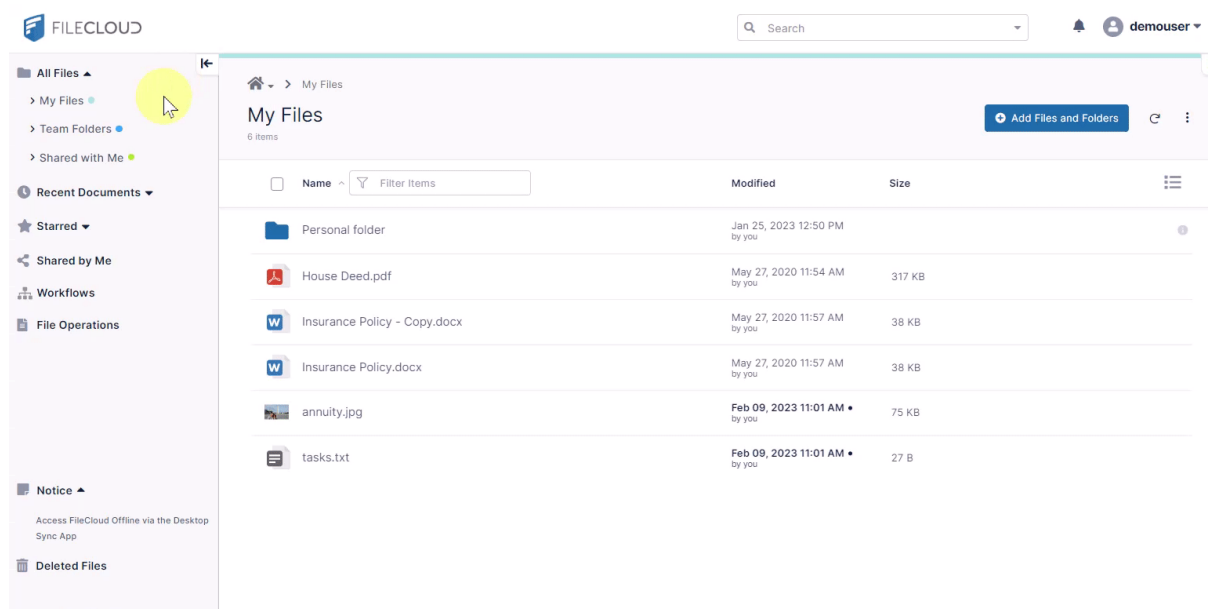 FILECLOUD
Search
demouser
All Files
My Files
Team Folders
Shared with Me
Recent Documents
Starred
Shared by Me
Workflows
File Operations
Notice
Access FileCloud Offline via the Desktop
Sync App
Deleted Files
My Files
My Files
6 items
Add Files and Folders
Name Filter Items Modified Size
Personal folder Jan 25, 2023 12:50 PM
by you
House Deed.pdf May 27, 2020 11:54 AM 317 KB
by you
Insurance Policy - Copy.docx May 27, 2020 11:57 AM 38 KB
by you
Insurance Policy.docx May 27, 2020 11:57 AM 38 KB
by you
annuity.jpg Feb 09, 2023 11:01 AM 75 KB
by you
tasks.txt Feb 09, 2023 11:01 AM 27 B
by you